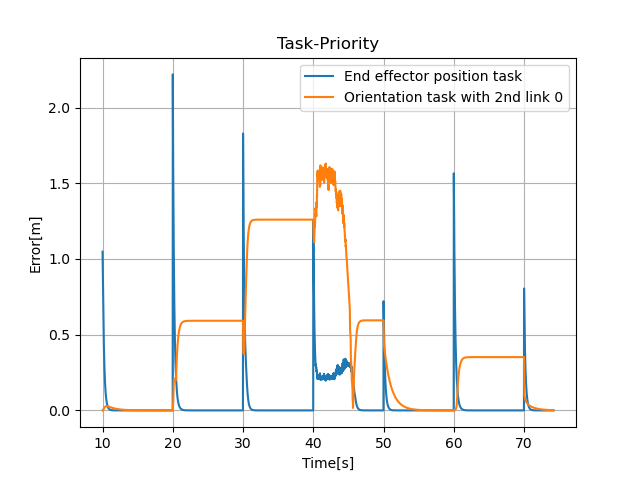 Task-Priority
End effector position task
Orientation task with 2nd link 0
Error[m]
2.0
1.5
1.0
0.5
0.0
10 20 30 40 50 60 70
Time[s]